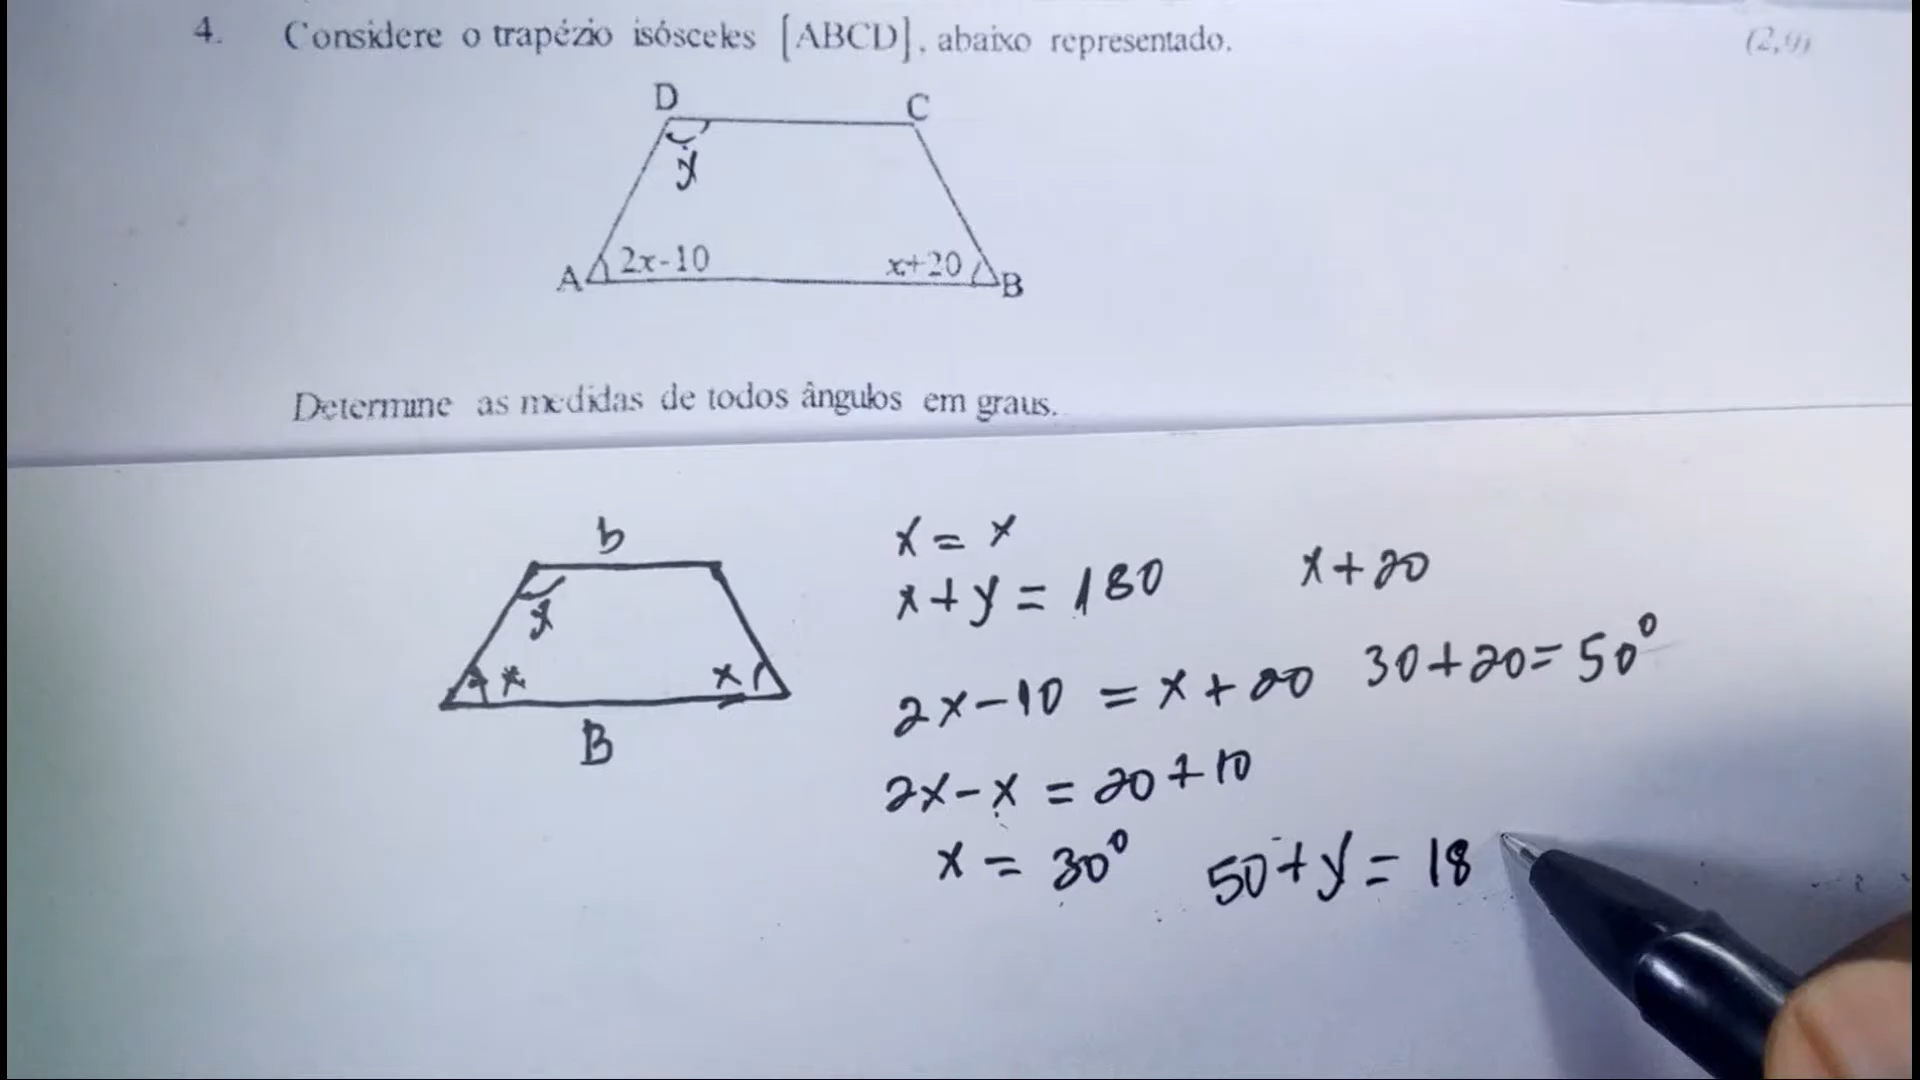 4. Considere o trapézio isósceles [ABCD], abaixo representado.
D C
y
A 2x-10 x+20 B
Determine as medidas de todos ângulos em graus.
b
y
x x
B
x = x
x+y = 180
x+20
2x-10 = x+20
30+20=50°
2x-x = 20+10
x = 30°
50+y = 18